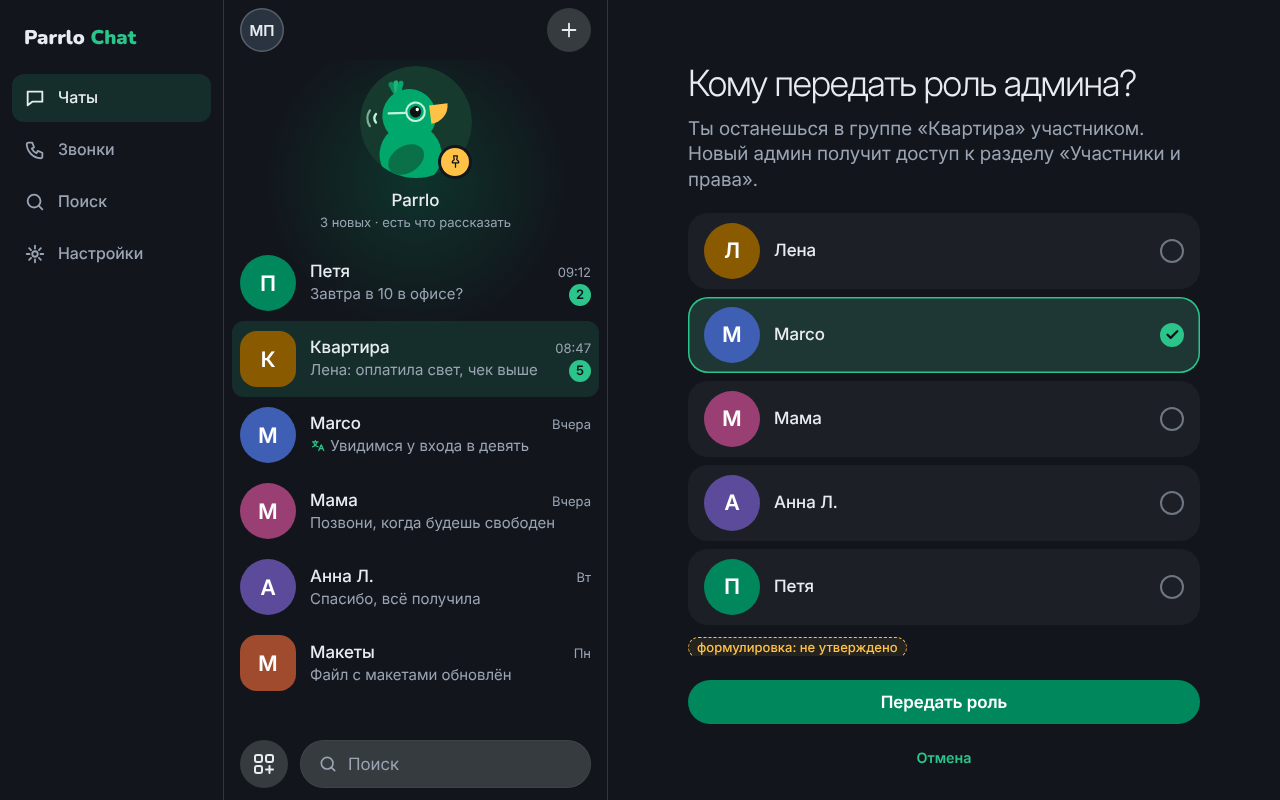 Parrlo Chat
Чаты
Звонки
Поиск
Настройки
МП
Parrlo
3 новых · есть что рассказать
П
Петя
09:12
Завтра в 10 в офисе?
2
К
Квартира
08:47
Лена: оплатила свет, чек выше
5
M
Marco
Вчера
Увидимся у входа в девять
М
Мама
Вчера
Позвони, когда будешь свободен
А
Анна Л.
Вт
Спасибо, всё получила
М
Макеты
Пн
Файл с макетами обновлён
Поиск
Кому передать роль админа?
Ты останешься в группе «Квартира» участником.
Новый админ получит доступ к разделу «Участники и
права».
Л
Лена
M
Marco
М
Мама
А
Анна Л.
П
Петя
формулировка: не утверждено
Передать роль
Отмена